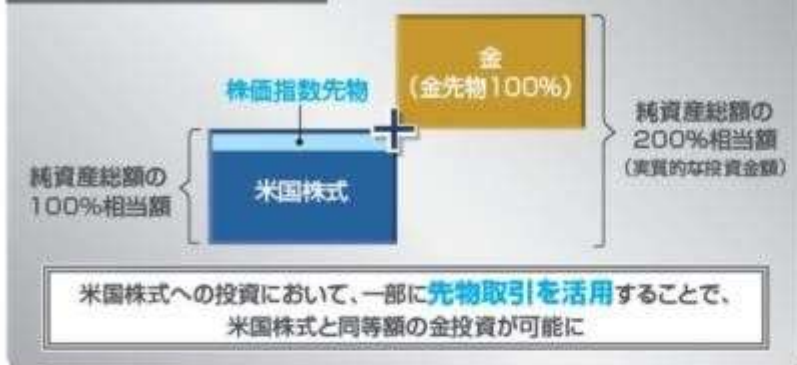 株価指数先物
金
（金先物100%）
純資産総額の
100%相当額
米国株式
純資産総額の
200%相当額
（実質的な投資金額）
米国株式への投資において、一部に先物取引を活用することで、
米国株式と同等額の金投資が可能に